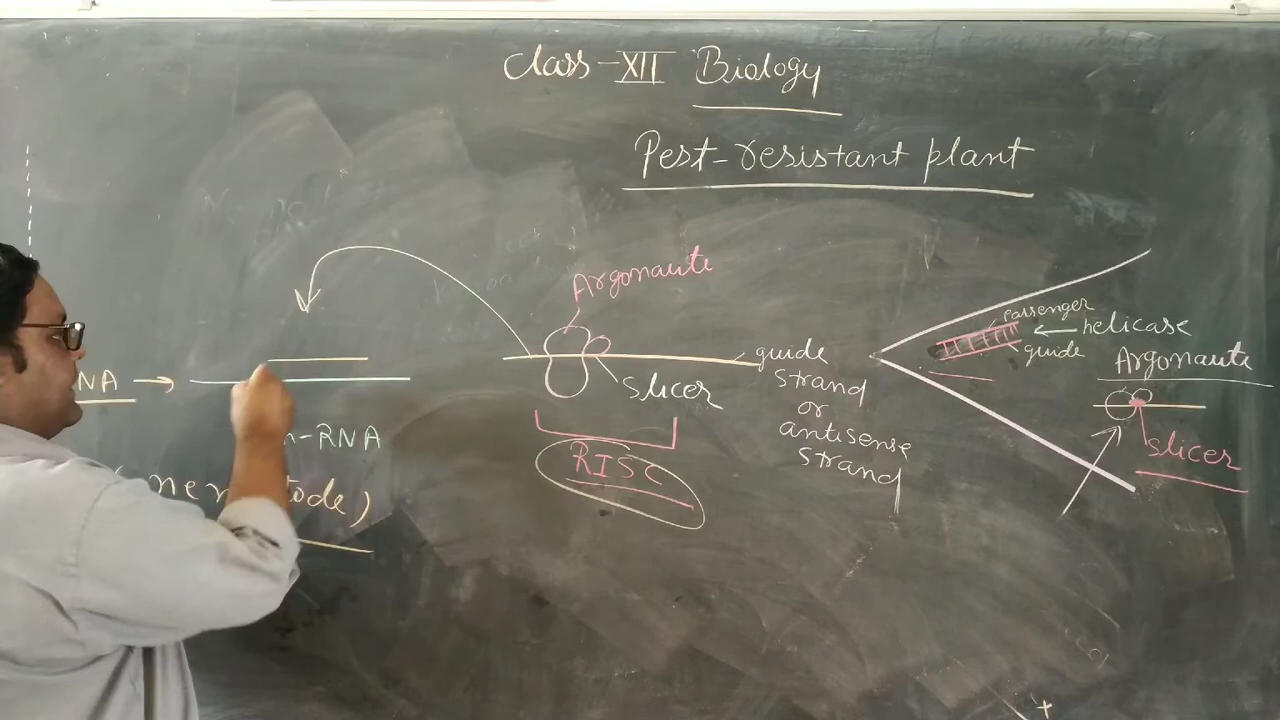 Class-XII Biology
Pest-resistant plant
Argonaute
passenger
helicase
guide
guide
strand
or
antisense
strand
slicer
Argonaute
slicer
RISC
NA →
-RNA